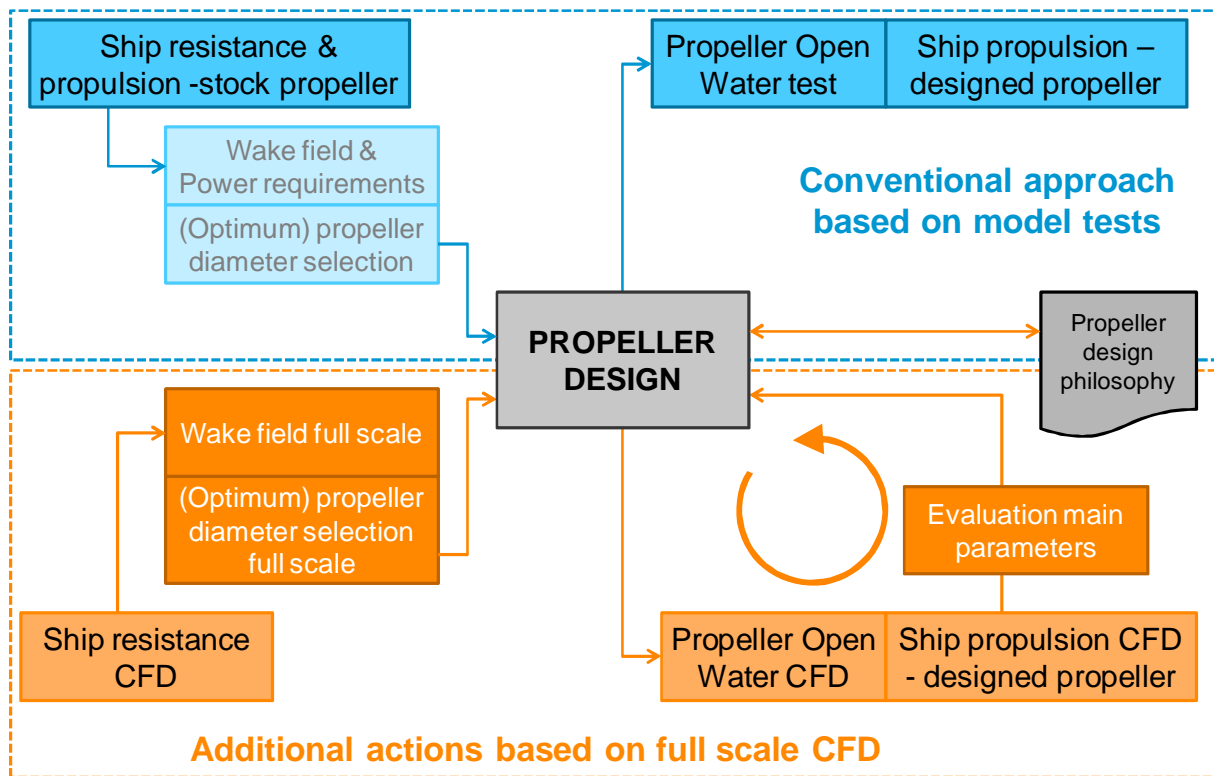 Ship resistance &
propulsion -stock propeller
Wake field &
Power requirements
(Optimum) propeller
diameter selection
Propeller Open
Water test
Ship propulsion –
designed propeller
Conventional approach
based on model tests
PROPELLER
DESIGN
Propeller
design
philosophy
Wake field full scale
(Optimum) propeller
diameter selection
full scale
Ship resistance
CFD
Evaluation main
parameters
Propeller Open
Water CFD
Ship propulsion CFD
- designed propeller
Additional actions based on full scale CFD